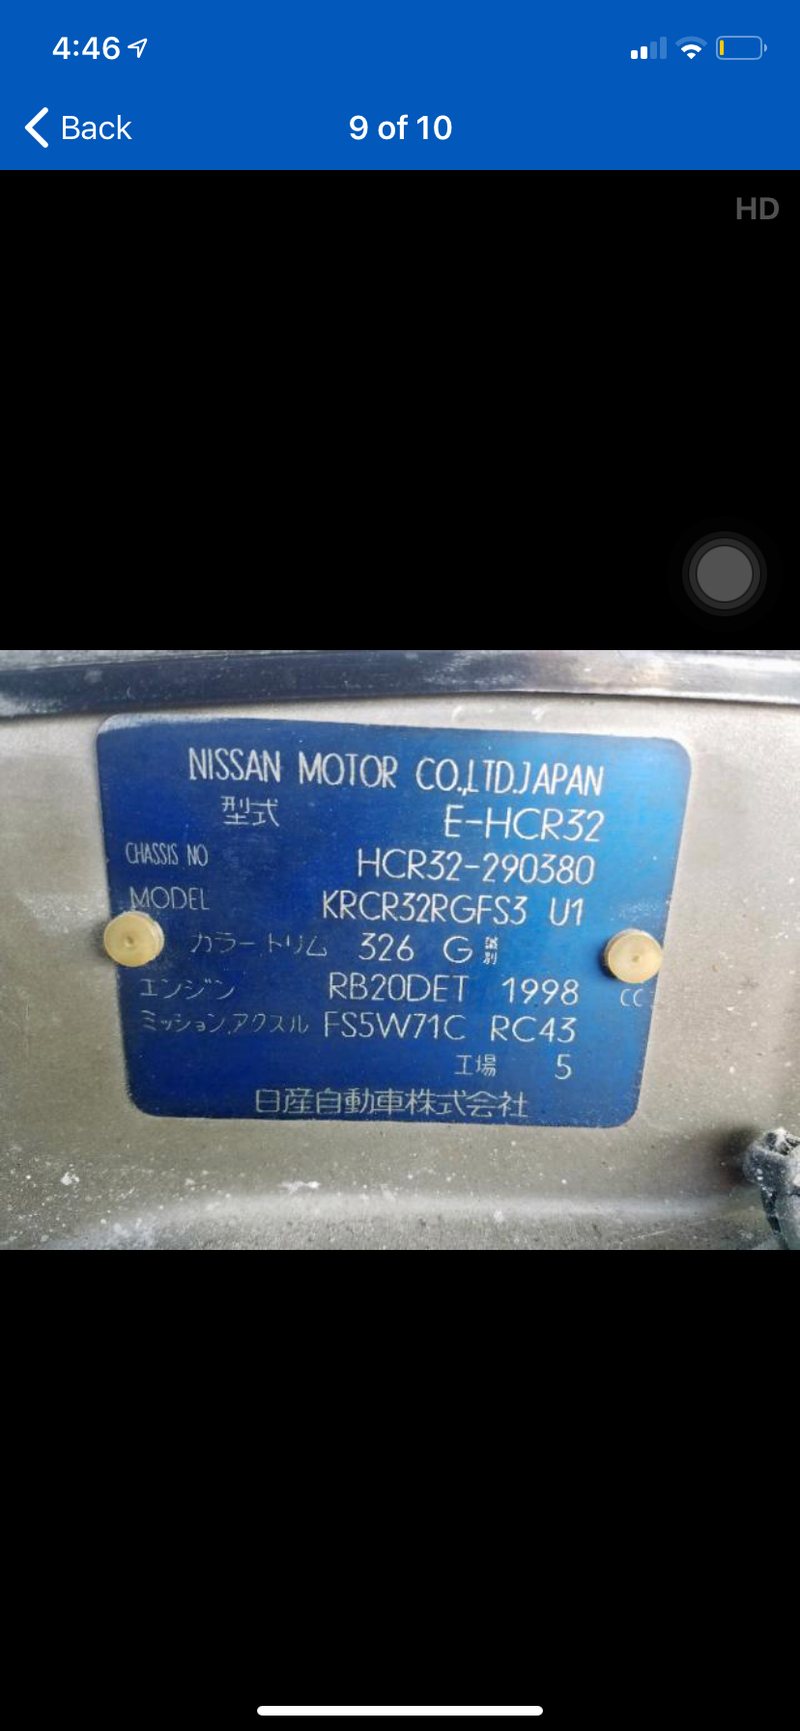 4:46
Back
9 of 10
HD
NISSAN MOTOR CO.,LTD.JAPAN
型式 E-HCR32
CHASSIS NO HCR32-290380
MODEL KRCR32RGFS3 U1
カラー.トリム 326 G 識別
エンジン RB20DET 1998 CC
ミッション.アクスル FS5W71C RC43
工場 5
日産自動車株式会社